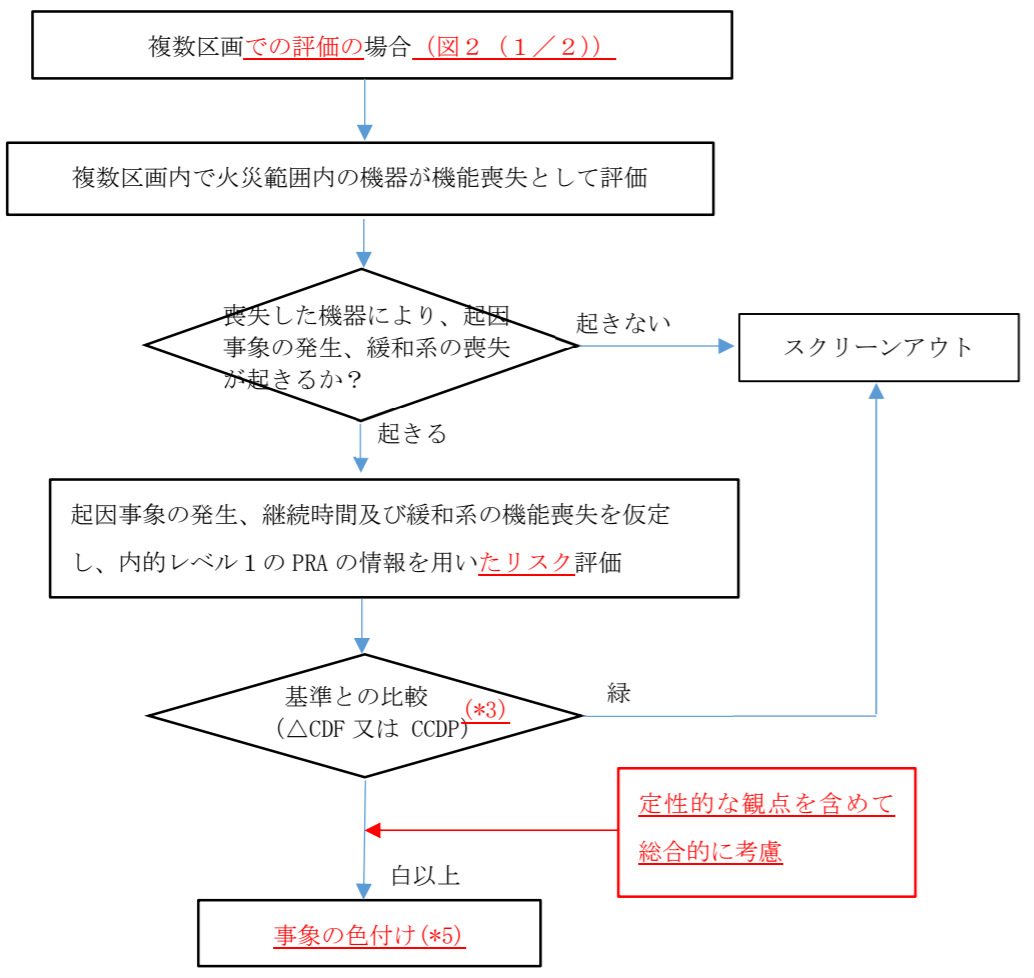 複数区画での評価の場合（図２（１／２））
複数区画内で火災範囲内の機器が機能喪失として評価
喪失した機器により、起因
事象の発生、緩和系の喪失
が起きるか？
起きない
スクリーンアウト
起きる
起因事象の発生、継続時間及び緩和系の機能喪失を仮定
し、内的レベル１の PRA の情報を用いたリスク評価
基準との比較
（△CDF 又は CCDP）(*3)
緑
定性的な観点を含めて
総合的に考慮
白以上
事象の色付け(*5)